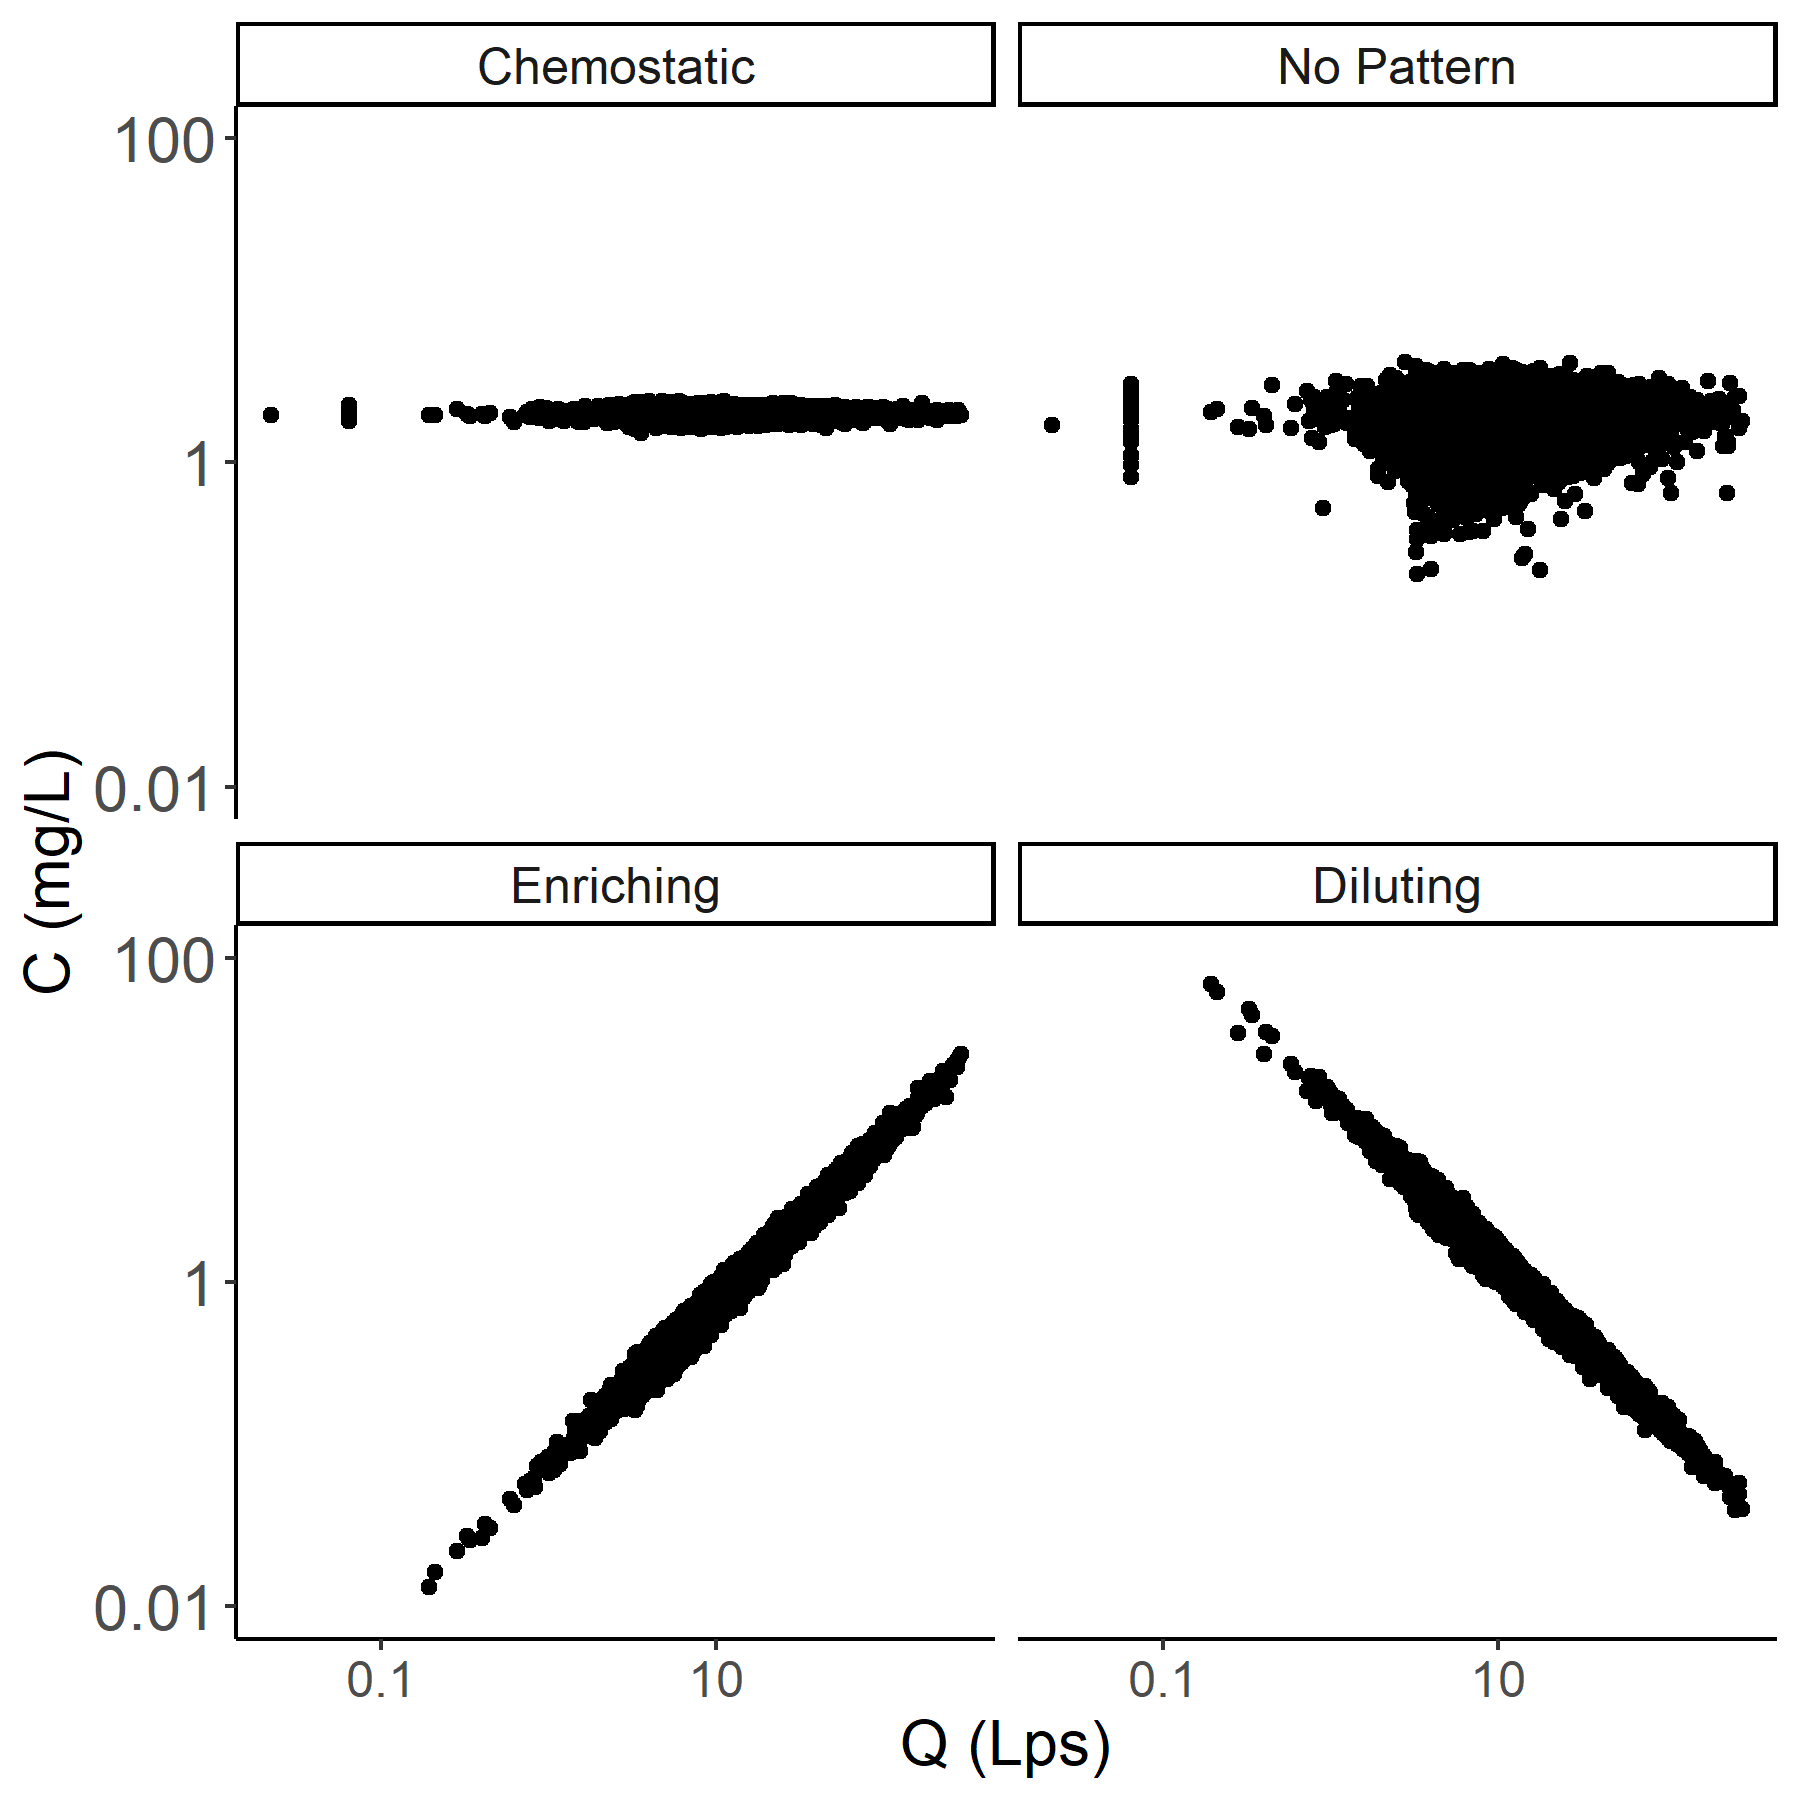 Chemostatic
No Pattern
100
1
0.01
C (mg/L)
Enriching
Diluting
100
1
0.01
0.1
10
0.1
10
Q (Lps)